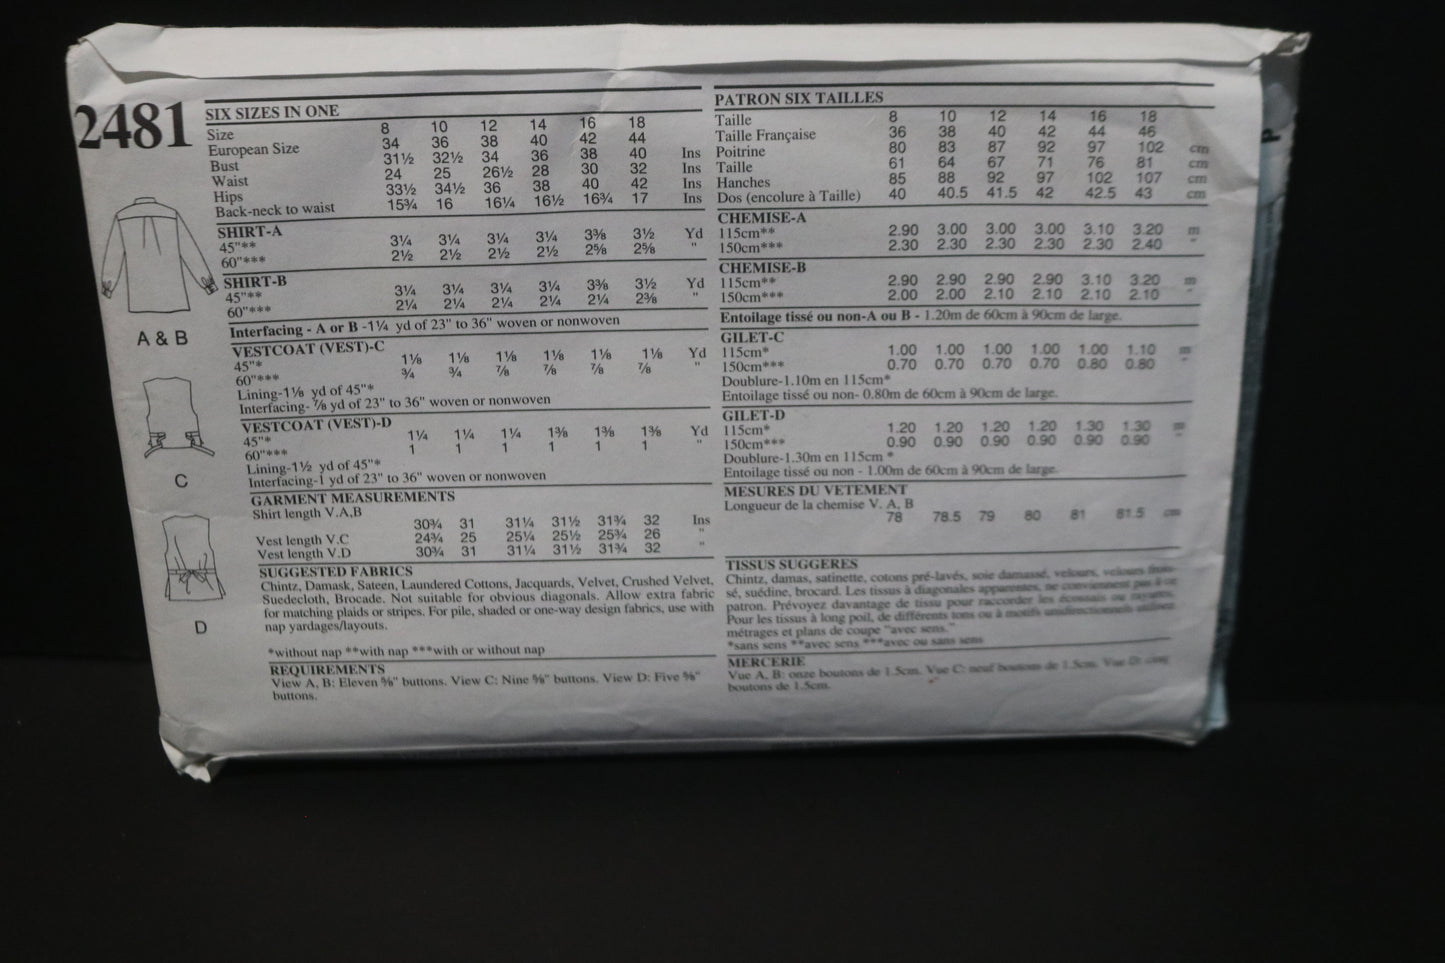 2481
SIX SIZES IN ONE
Size 8 10 12 14 16 18
European Size 34 36 38 40 42 44
Bust 31½ 32½ 34 36 38 40 Ins
Waist 24 25 26½ 28 30 32 Ins
Hips 33½ 34½ 36 38 40 42 Ins
Back-neck to waist 15¾ 16 16¼ 16½ 16¾ 17 Ins
SHIRT-A
45"** 3¼ 3¼ 3¼ 3¼ 3⅜ 3½ Yd
60"*** 2½ 2½ 2½ 2½ 2⅝ 2⅝ "
SHIRT-B
45"** 3¼ 3¼ 3¼ 3¼ 3⅜ 3½ Yd
60"*** 2¼ 2¼ 2¼ 2¼ 2¼ 2⅜ "
Interfacing - A or B -1¼ yd of 23" to 36" woven or nonwoven
VESTCOAT (VEST)-C
45"* 1⅛ 1⅛ 1⅛ 1⅛ 1⅛ 1⅛ Yd
60"*** ¾ ¾ ⅞ ⅞ ⅞ ⅞ "
Lining-1⅛ yd of 45"*
Interfacing- ⅞ yd of 23" to 36" woven or nonwoven
VESTCOAT (VEST)-D
45"* 1¼ 1¼ 1¼ 1⅜ 1⅜ 1⅜ Yd
60"*** 1 1 1 1 1 1 "
Lining-1½ yd of 45"*
Interfacing-1 yd of 23" to 36" woven or nonwoven
GARMENT MEASUREMENTS
Shirt length V.A,B
30¾ 31 31¼ 31½ 31¾ 32 Ins
Vest length V.C 24¾ 25 25¼ 25½ 25¾ 26 "
Vest length V.D 30¾ 31 31¼ 31½ 31¾ 32 "
SUGGESTED FABRICS
Chintz, Damask, Sateen, Laundered Cottons, Jacquards, Velvet, Crushed Velvet,
Suedecloth, Brocade. Not suitable for obvious diagonals. Allow extra fabric
for matching plaids or stripes. For pile, shaded or one-way design fabrics, use with
nap yardages/layouts.
*without nap **with nap ***with or without nap
REQUIREMENTS
View A, B: Eleven ⅝" buttons. View C: Nine ⅝" buttons. View D: Five ⅝"
buttons.
A & B
C
D
PATRON SIX TAILLES
Taille 8 10 12 14 16 18
Taille Française 36 38 40 42 44 46
Poitrine 80 83 87 92 97 102 cm
Taille 61 64 67 71 76 81 cm
Hanches 85 88 92 97 102 107 cm
Dos (encolure à Taille) 40 40.5 41.5 42 42.5 43 cm
CHEMISE-A
115cm** 2.90 3.00 3.00 3.00 3.10 3.20 m
150cm*** 2.30 2.30 2.30 2.30 2.30 2.40 "
CHEMISE-B
115cm** 2.90 2.90 2.90 2.90 3.10 3.20 m
150cm*** 2.00 2.00 2.10 2.10 2.10 2.10 "
Entoilage tissé ou non-A ou B - 1.20m de 60cm à 90cm de large.
GILET-C
115cm* 1.00 1.00 1.00 1.00 1.00 1.10 m
150cm*** 0.70 0.70 0.70 0.70 0.80 0.80 "
Doublure-1.10m en 115cm*
Entoilage tissé ou non- 0.80m de 60cm à 90cm de large.
GILET-D
115cm* 1.20 1.20 1.20 1.20 1.30 1.30 m
150cm*** 0.90 0.90 0.90 0.90 0.90 0.90 "
Doublure-1.30m en 115cm *
Entoilage tissé ou non - 1.00m de 60cm à 90cm de large.
MESURES DU VETEMENT
Longueur de la chemise V. A, B
78 78.5 79 80 81 81.5 cm
TISSUS SUGGERES
Chintz, damas, satinette, cotons pré-lavés, soie damassé, velours, velours frois-
sé, suédine, brocard. Les tissus à diagonales apparentes, ne conviennent pas à ce
patron. Prévoyez davantage de tissu pour raccorder les écossais ou rayures.
Pour les tissus à long poil, de différents tons ou à motifs unidirectionnels utilisez
métrages et plans de coupe "avec sens."
*sans sens **avec sens ***avec ou sans sens
MERCERIE
Vue A, B: onze boutons de 1.5cm. Vue C: neuf boutons de 1.5cm. Vue D: cinq
boutons de 1.5cm.
P